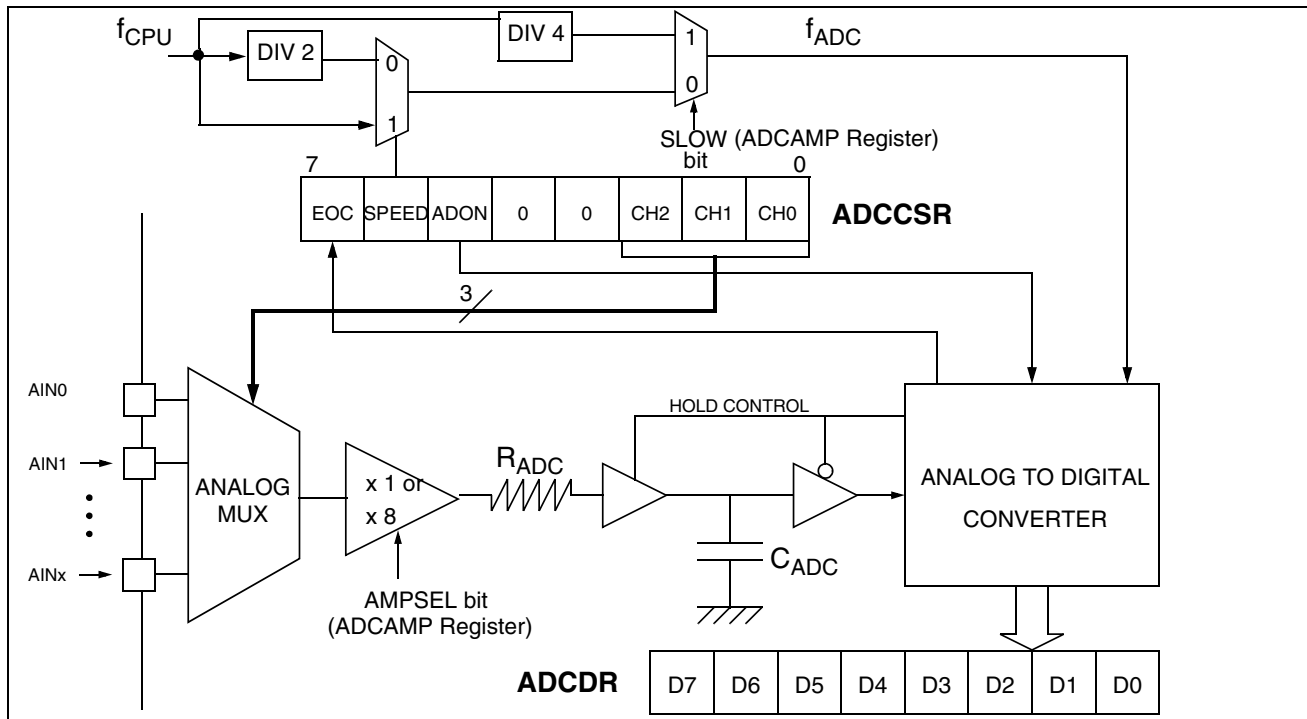 fCPU
DIV 2
DIV 4
fADC
0
1
1
0
SLOW (ADCAMP Register)
bit
7
0
EOC SPEED ADON 0 0 CH2 CH1 CH0
ADCCSR
3
AIN0
AIN1
AINx
ANALOG
MUX
x 1 or
x 8
AMPSEL bit
(ADCAMP Register)
RADC
HOLD CONTROL
CADC
ANALOG TO DIGITAL
CONVERTER
ADCDR
D7 D6 D5 D4 D3 D2 D1 D0